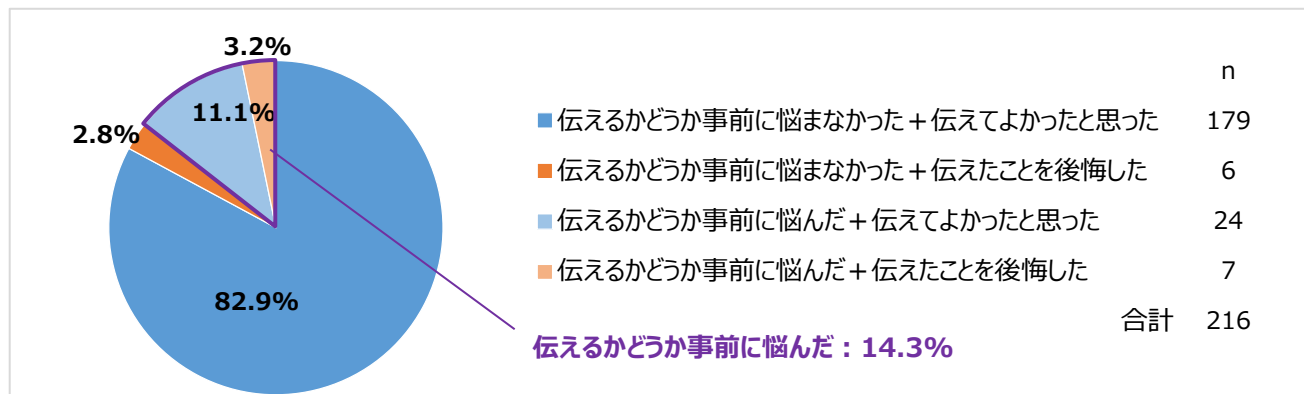 3.2%
11.1%
2.8%
82.9%
n
伝えるかどうか事前に悩まなかった＋伝えてよかったと思った 179
伝えるかどうか事前に悩まなかった＋伝えたことを後悔した 6
伝えるかどうか事前に悩んだ＋伝えてよかったと思った 24
伝えるかどうか事前に悩んだ＋伝えたことを後悔した 7
合計 216
伝えるかどうか事前に悩んだ：14.3%